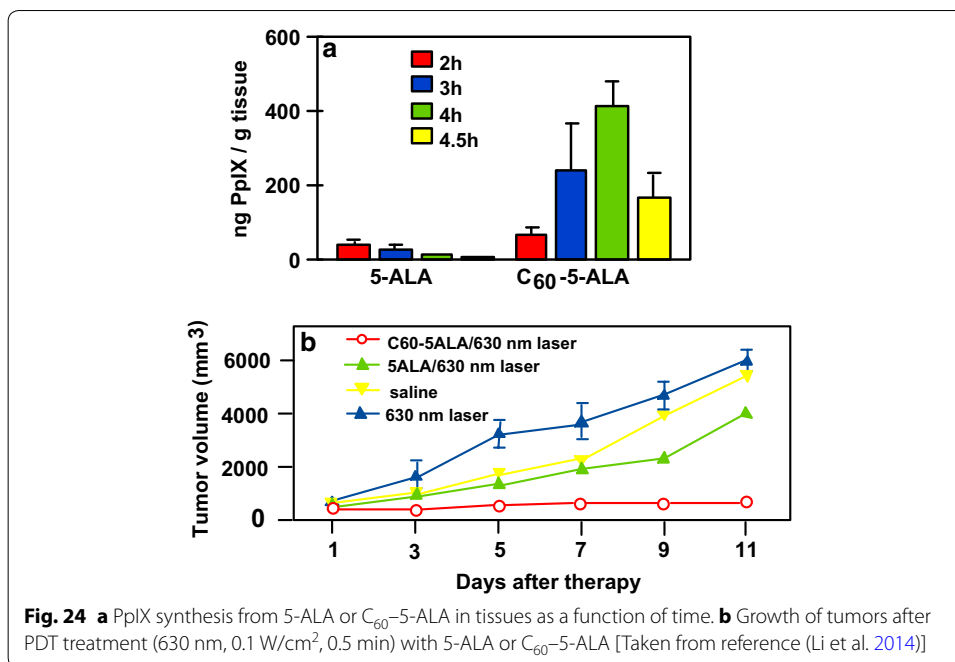 600
a
2h
3h
4h
4.5h
400
200
0
ng PpIX / g tissue
5-ALA
C60-5-ALA
b
C60-5ALA/630 nm laser
5ALA/630 nm laser
saline
630 nm laser
6000
4000
2000
0
Tumor volume (mm3)
1 3 5 7 9 11
Days after therapy
Fig. 24 a PpIX synthesis from 5-ALA or C60–5-ALA in tissues as a function of time. b Growth of tumors after
PDT treatment (630 nm, 0.1 W/cm2, 0.5 min) with 5-ALA or C60–5-ALA [Taken from reference (Li et al. 2014)]